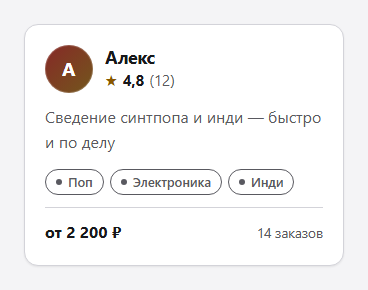 А
Алекс
★ 4,8 (12)
Сведение синтпопа и инди — быстро
и по делу
• Поп • Электроника • Инди
от 2 200 ₽ 14 заказов